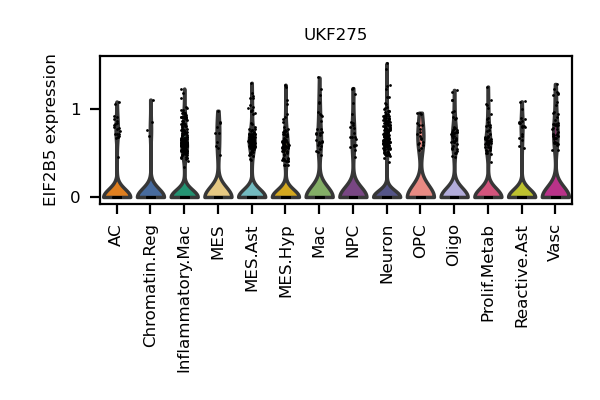 UKF275
EIF2B5 expression
1
0
AC
Chromatin.Reg
Inflammatory.Mac
MES
MES.Ast
MES.Hyp
Mac
NPC
Neuron
OPC
Oligo
Prolif.Metab
Reactive.Ast
Vasc